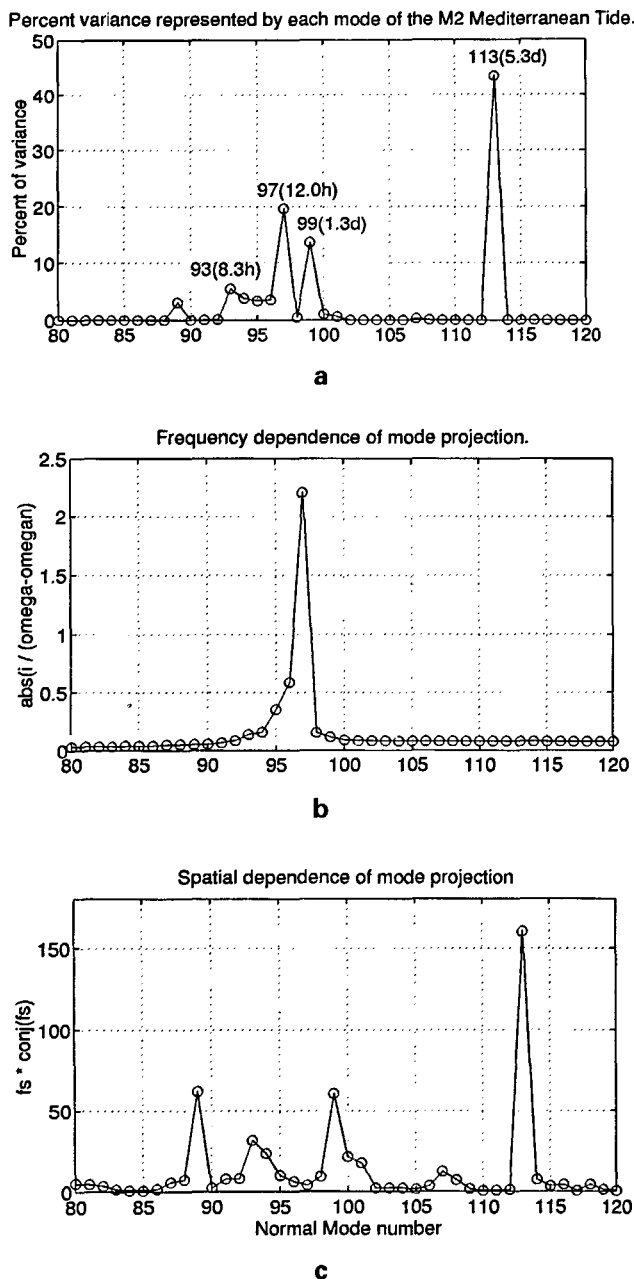 Percent variance represented by each mode of the M2 Mediterranean Tide.
50
40
30
20
10
0
Percent of variance
93(8.3h)
97(12.0h)
99(1.3d)
113(5.3d)
80 85 90 95 100 105 110 115 120
a
Frequency dependence of mode projection.
2.5
2
1.5
1
0.5
0
abs(i / (omega-omegan)
80 85 90 95 100 105 110 115 120
b
Spatial dependence of mode projection
150
100
50
0
fs * conj(fs)
80 85 90 95 100 105 110 115 120
Normal Mode number
c